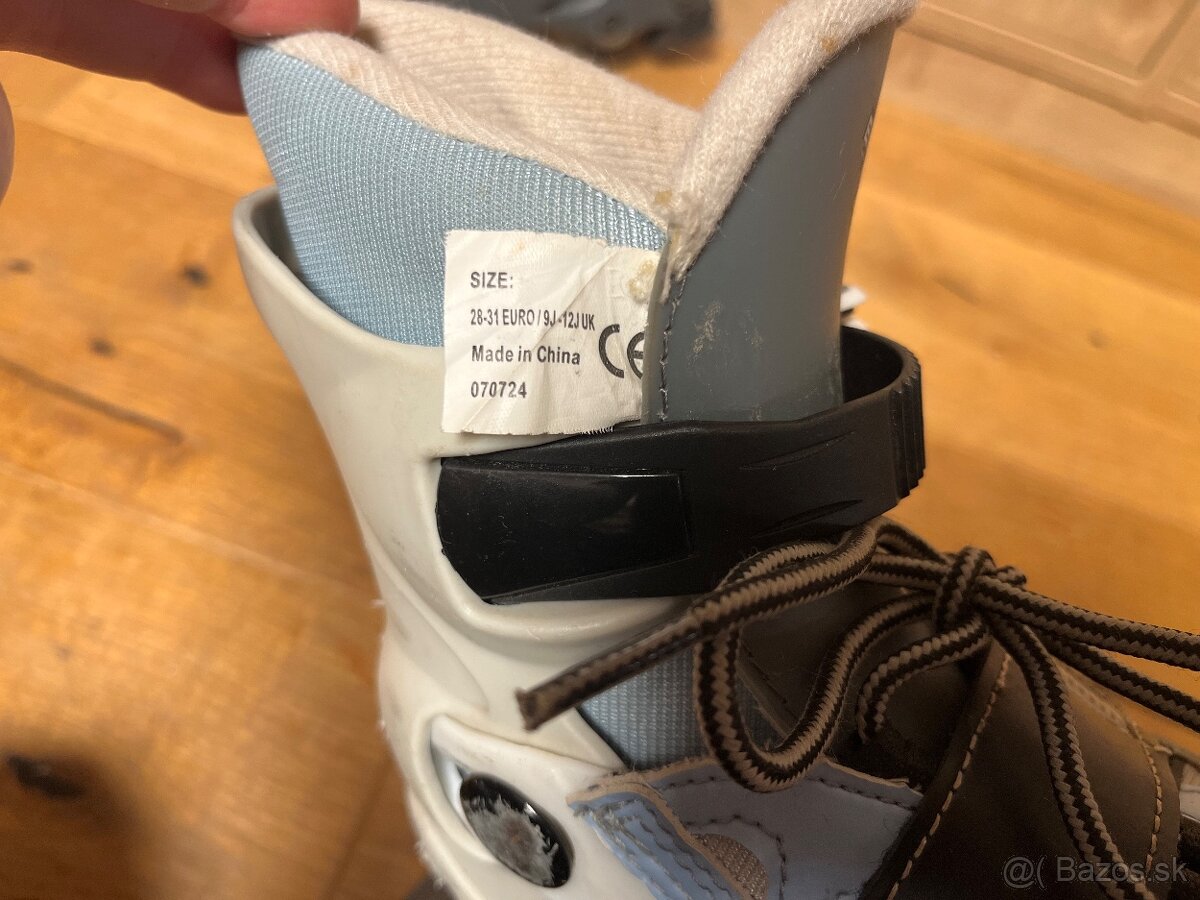 SIZE:
28-31 EURO / 9J -12J UK
Made in China
CE
070724
@( Bazos.sk